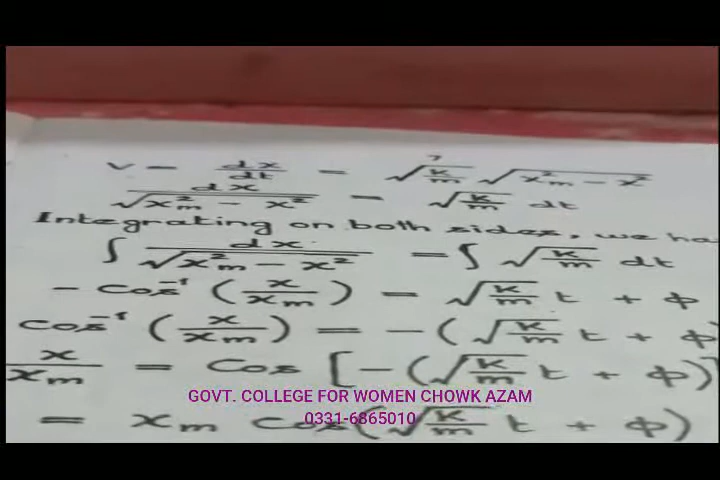 7
v = dx/dt = √(K/m) √(x²m − x²)
dx/√(x²m − x²) = √(K/m) dt
Integrating on both sides, we ha
∫ dx/√(x²m − x²) = ∫ √(K/m) dt
− cos⁻¹ (x/xm) = √(K/m) t + φ
cos⁻¹ (x/xm) = −(√(K/m) t + φ
x/xm = cos [−(√(K/m) t + φ)]
= xm cos(√(K/m) t + φ)
GOVT. COLLEGE FOR WOMEN CHOWK AZAM
0331-6865010